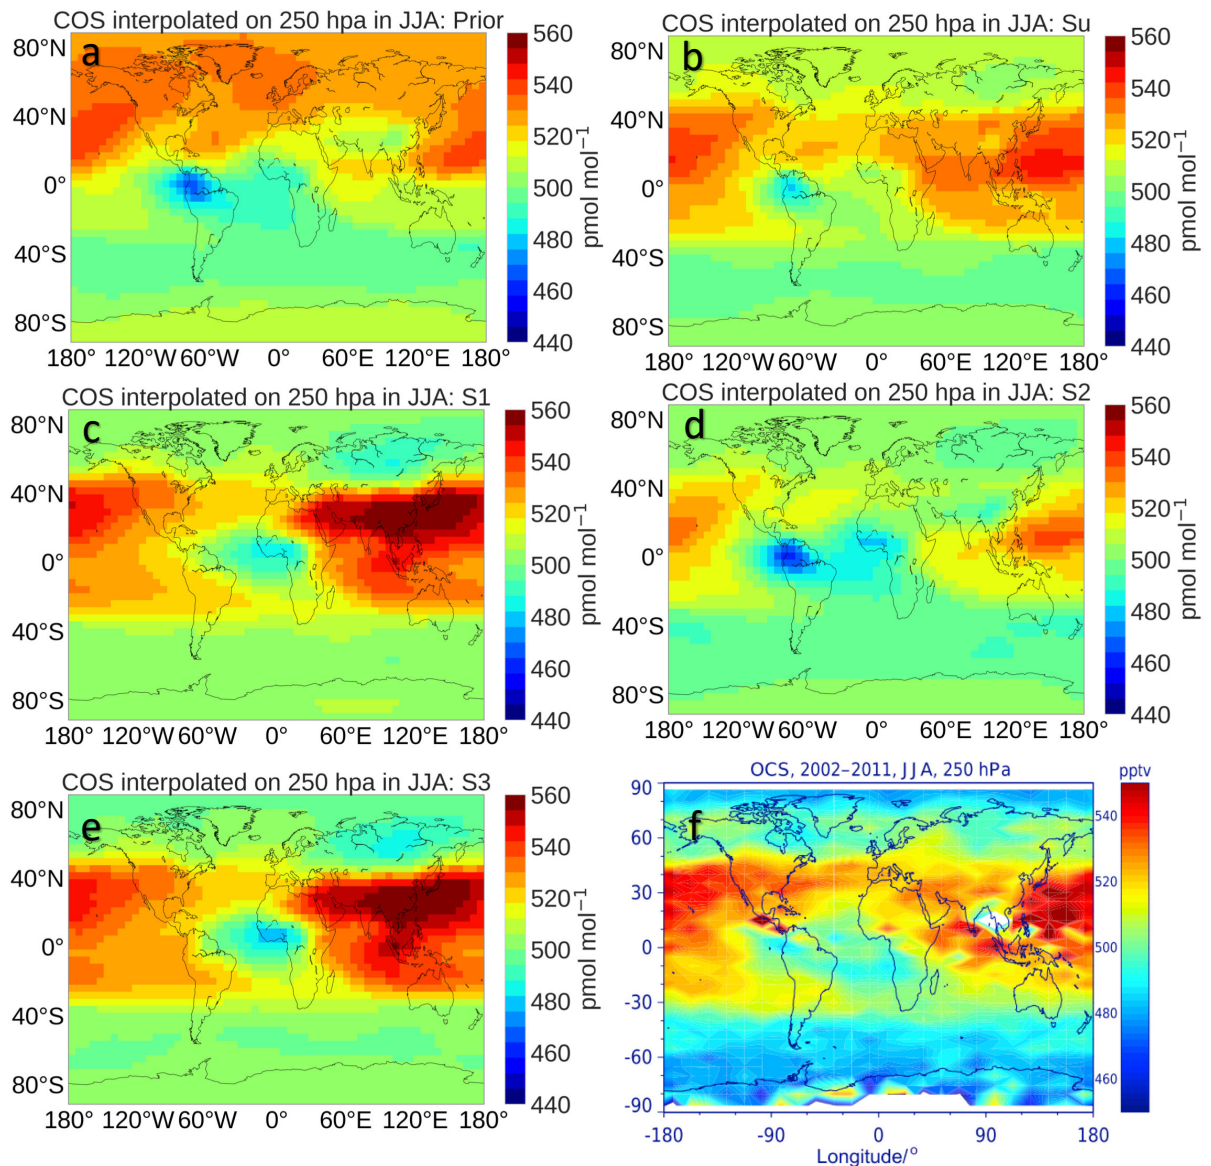 COS interpolated on 250 hpa in JJA: Prior
a
80°N
40°N
0°
40°S
80°S
180° 120°W 60°W 0° 60°E 120°E 180°
560
540
520
500
480
460
440
pmol mol⁻¹
COS interpolated on 250 hpa in JJA: Su
b
80°N
40°N
0°
40°S
80°S
180° 120°W 60°W 0° 60°E 120°E 180°
560
540
520
500
480
460
440
pmol mol⁻¹
COS interpolated on 250 hpa in JJA: S1
c
80°N
40°N
0°
40°S
80°S
180° 120°W 60°W 0° 60°E 120°E 180°
560
540
520
500
480
460
440
pmol mol⁻¹
COS interpolated on 250 hpa in JJA: S2
d
80°N
40°N
0°
40°S
80°S
180° 120°W 60°W 0° 60°E 120°E 180°
560
540
520
500
480
460
440
pmol mol⁻¹
COS interpolated on 250 hpa in JJA: S3
e
80°N
40°N
0°
40°S
80°S
180° 120°W 60°W 0° 60°E 120°E 180°
560
540
520
500
480
460
440
pmol mol⁻¹
OCS, 2002–2011, JJA, 250 hPa
pptv
f
90
60
30
0
-30
-60
-90
-180 -90 0 90 180
Longitude/°
540
520
500
480
460